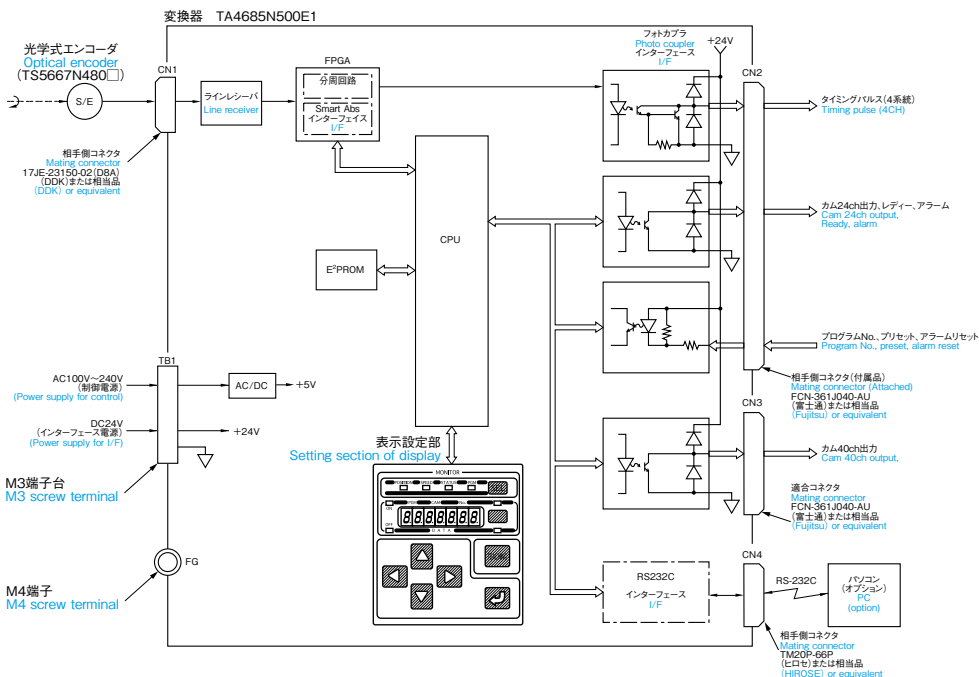 変換器 TA4685N500E1
光学式エンコーダ
Optical encoder
(TS5667N480□)
S/E
CN1
ラインレシーバ
Line receiver
FPGA
分周回路
Smart Abs
インターフェイス
I/F
フォトカプラ
Photo coupler
インターフェース
I/F
+24V
CN2
タイミングパルス(4系統)
Timing pulse (4CH)
相手側コネクタ
Mating connector
17JE-23150-02(D8A)
(DDK)または相当品
(DDK) or equivalent
カム24ch出力、レディー、アラーム
Cam 24ch output,
Ready, alarm
CPU
E²PROM
プログラムNo.、プリセット、アラームリセット
Program No., preset, alarm reset
TB1
AC100V～240V
(制御電源)
(Power supply for control)
AC/DC
+5V
DC24V
(インターフェース電源)
(Power supply for I/F)
+24V
相手側コネクタ(付属品)
Mating connector (Attached)
FCN-361J040-AU
(富士通)または相当品
(Fujitsu) or equivalent
CN3
カム40ch出力
Cam 40ch output,
表示設定部
Setting section of display
M3端子台
M3 screw terminal
適合コネクタ
Mating connector
FCN-361J040-AU
(富士通)または相当品
(Fujitsu) or equivalent
MONITOR
POSITION SPEED STATUS PGM
ON
OFF
DATA
FG
M4端子
M4 screw terminal
RS232C
インターフェース
I/F
CN4
RS-232C
パソコン
(オプション)
PC
(option)
相手側コネクタ
Mating connector
TM20P-66P
(ヒロセ)または相当品
(HIROSE) or equivalent